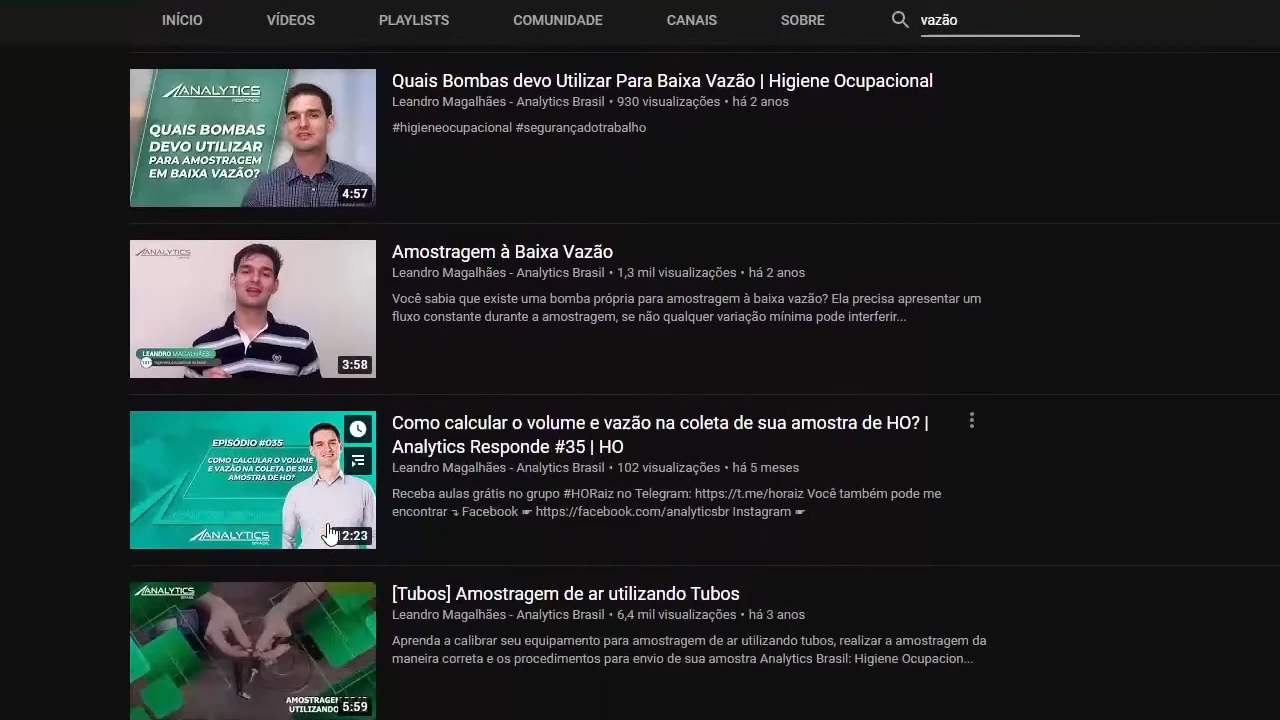 INÍCIO VÍDEOS PLAYLISTS COMUNIDADE CANAIS SOBRE vazão
ANALYTICS
RESPONDE
QUAIS BOMBAS
DEVO UTILIZAR
PARA AMOSTRAGEM
EM BAIXA VAZÃO?
4:57
Quais Bombas devo Utilizar Para Baixa Vazão | Higiene Ocupacional
Leandro Magalhães - Analytics Brasil • 930 visualizações • há 2 anos
#higieneocupacional #segurançadotrabalho
ANALYTICS
LEANDRO MAGALHÃES
3:58
Amostragem à Baixa Vazão
Leandro Magalhães - Analytics Brasil • 1,3 mil visualizações • há 2 anos
Você sabia que existe uma bomba própria para amostragem à baixa vazão? Ela precisa apresentar um
fluxo constante durante a amostragem, se não qualquer variação mínima pode interferir...
EPISÓDIO #035
COMO CALCULAR O VOLUME
E VAZÃO NA COLETA DE SUA
AMOSTRA DE HO?
ANALYTICS
BRASIL
2:23
Como calcular o volume e vazão na coleta de sua amostra de HO? |
Analytics Responde #35 | HO
Leandro Magalhães - Analytics Brasil • 102 visualizações • há 5 meses
Receba aulas grátis no grupo #HORaiz no Telegram: https://t.me/horaiz Você também pode me
encontrar ⤵ Facebook ☛ https://facebook.com/analyticsbr Instagram ☛
ANALYTICS
BRASIL
AMOSTRAGEM
UTILIZANDO
5:59
[Tubos] Amostragem de ar utilizando Tubos
Leandro Magalhães - Analytics Brasil • 6,4 mil visualizações • há 3 anos
Aprenda a calibrar seu equipamento para amostragem de ar utilizando tubos, realizar a amostragem da
maneira correta e os procedimentos para envio de sua amostra Analytics Brasil: Higiene Ocupacion...